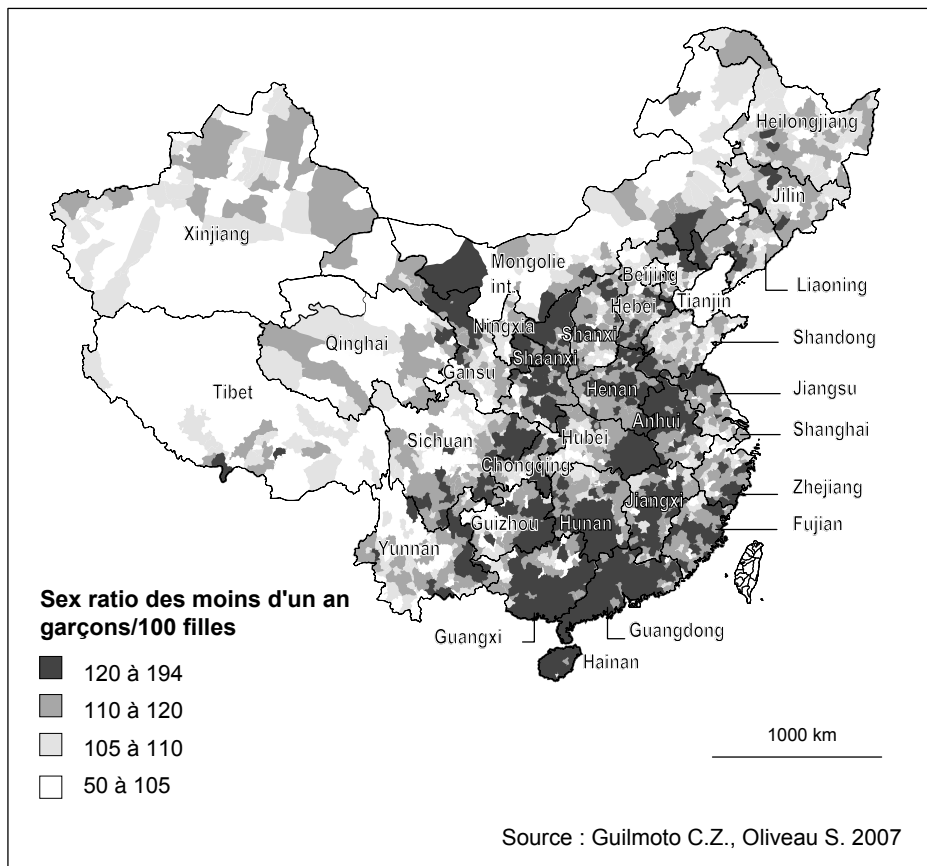 Heilongjiang
Jilin
Xinjiang
Mongolie
int.
Beijing
Hebei
Tianjin
Liaoning
Ningxia
Shanxi
Qinghai
Shaanxi
Shandong
Gansu
Henan
Tibet
Jiangsu
Anhui
Shanghai
Sichuan
Hubei
Chongqing
Zhejiang
Jiangxi
Guizhou
Hunan
Fujian
Yunnan
Guangxi
Guangdong
Hainan
Sex ratio des moins d'un an
garçons/100 filles
120 à 194
110 à 120
105 à 110
50 à 105
1000 km
Source : Guilmoto C.Z., Oliveau S. 2007